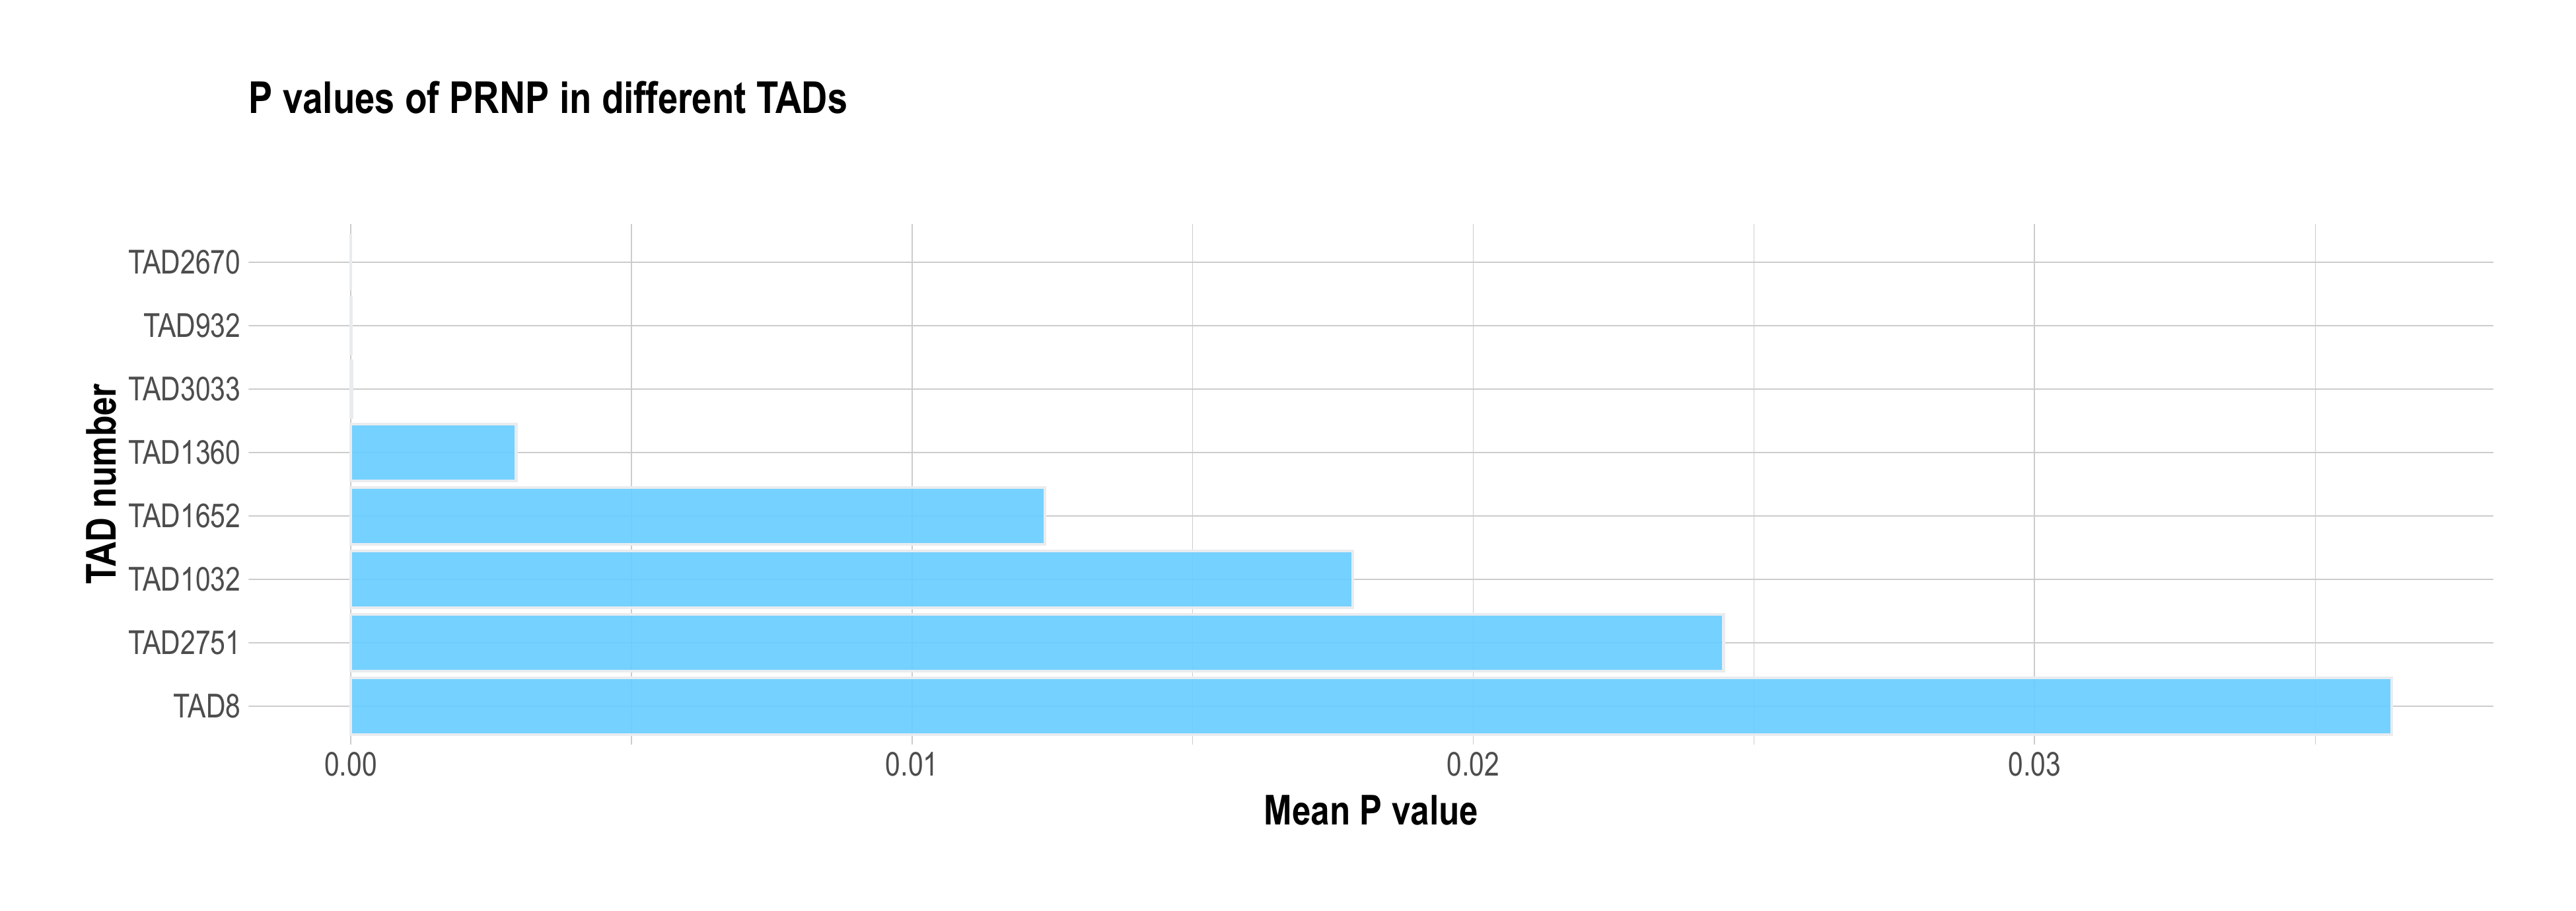 P values of PRNP in different TADs
TAD number
TAD2670
TAD932
TAD3033
TAD1360
TAD1652
TAD1032
TAD2751
TAD8
0.00 0.01 0.02 0.03
Mean P value